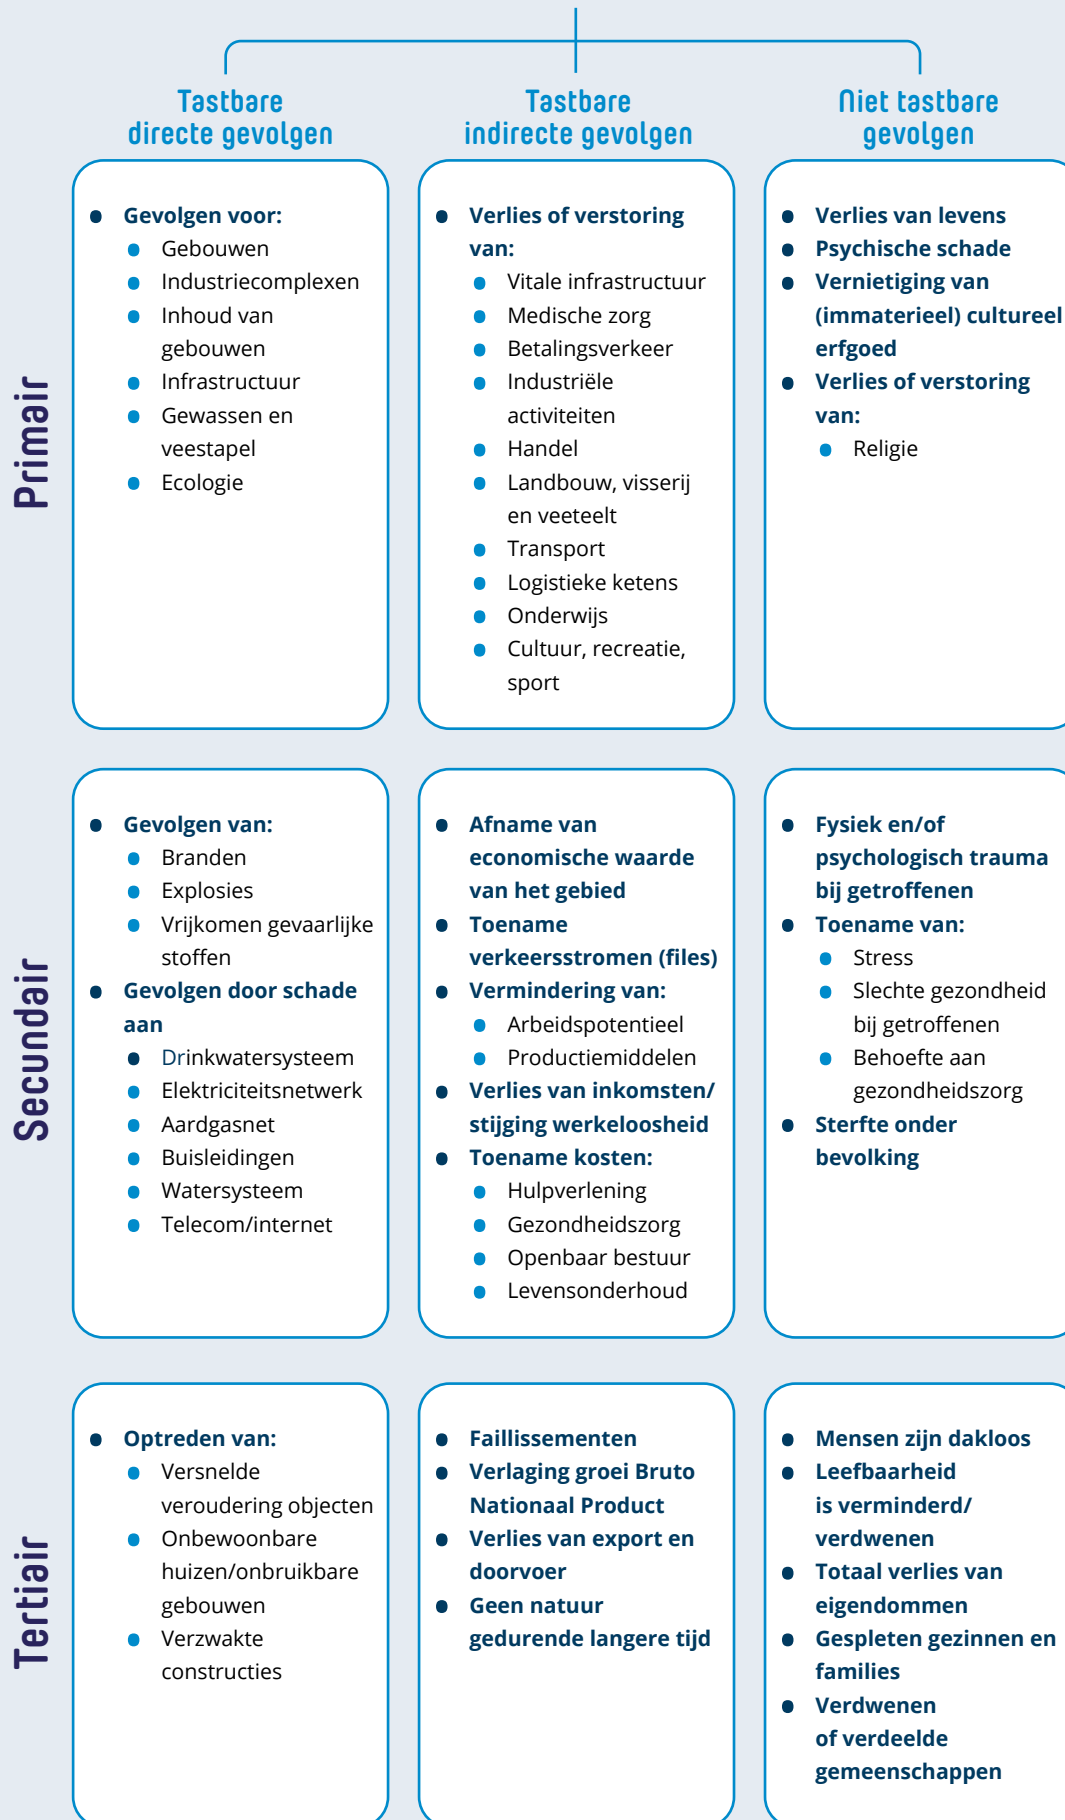 Tastbare
directe gevolgen
Tastbare
indirecte gevolgen
Niet tastbare
gevolgen
Primair
Gevolgen voor:
Gebouwen
Industriecomplexen
Inhoud van
gebouwen
Infrastructuur
Gewassen en
veestapel
Ecologie
Verlies of verstoring
van:
Vitale infrastructuur
Medische zorg
Betalingsverkeer
Industriële
activiteiten
Handel
Landbouw, visserij
en veeteelt
Transport
Logistieke ketens
Onderwijs
Cultuur, recreatie,
sport
Verlies van levens
Psychische schade
Vernietiging van
(immaterieel) cultureel
erfgoed
Verlies of verstoring
van:
Religie
Secundair
Gevolgen van:
Branden
Explosies
Vrijkomen gevaarlijke
stoffen
Gevolgen door schade
aan
Drinkwatersysteem
Elektriciteitsnetwerk
Aardgasnet
Buisleidingen
Watersysteem
Telecom/internet
Afname van
economische waarde
van het gebied
Toename
verkeersstromen (files)
Vermindering van:
Arbeidspotentieel
Productiemiddelen
Verlies van inkomsten/
stijging werkeloosheid
Toename kosten:
Hulpverlening
Gezondheidszorg
Openbaar bestuur
Levensonderhoud
Fysiek en/of
psychologisch trauma
bij getroffenen
Toename van:
Stress
Slechte gezondheid
bij getroffenen
Behoefte aan
gezondheidszorg
Sterfte onder
bevolking
Tertiair
Optreden van:
Versnelde
veroudering objecten
Onbewoonbare
huizen/onbruikbare
gebouwen
Verzwakte
constructies
Faillissementen
Verlaging groei Bruto
Nationaal Product
Verlies van export en
doorvoer
Geen natuur
gedurende langere tijd
Mensen zijn dakloos
Leefbaarheid
is verminderd/
verdwenen
Totaal verlies van
eigendommen
Gespleten gezinnen en
families
Verdwenen
of verdeelde
gemeenschappen